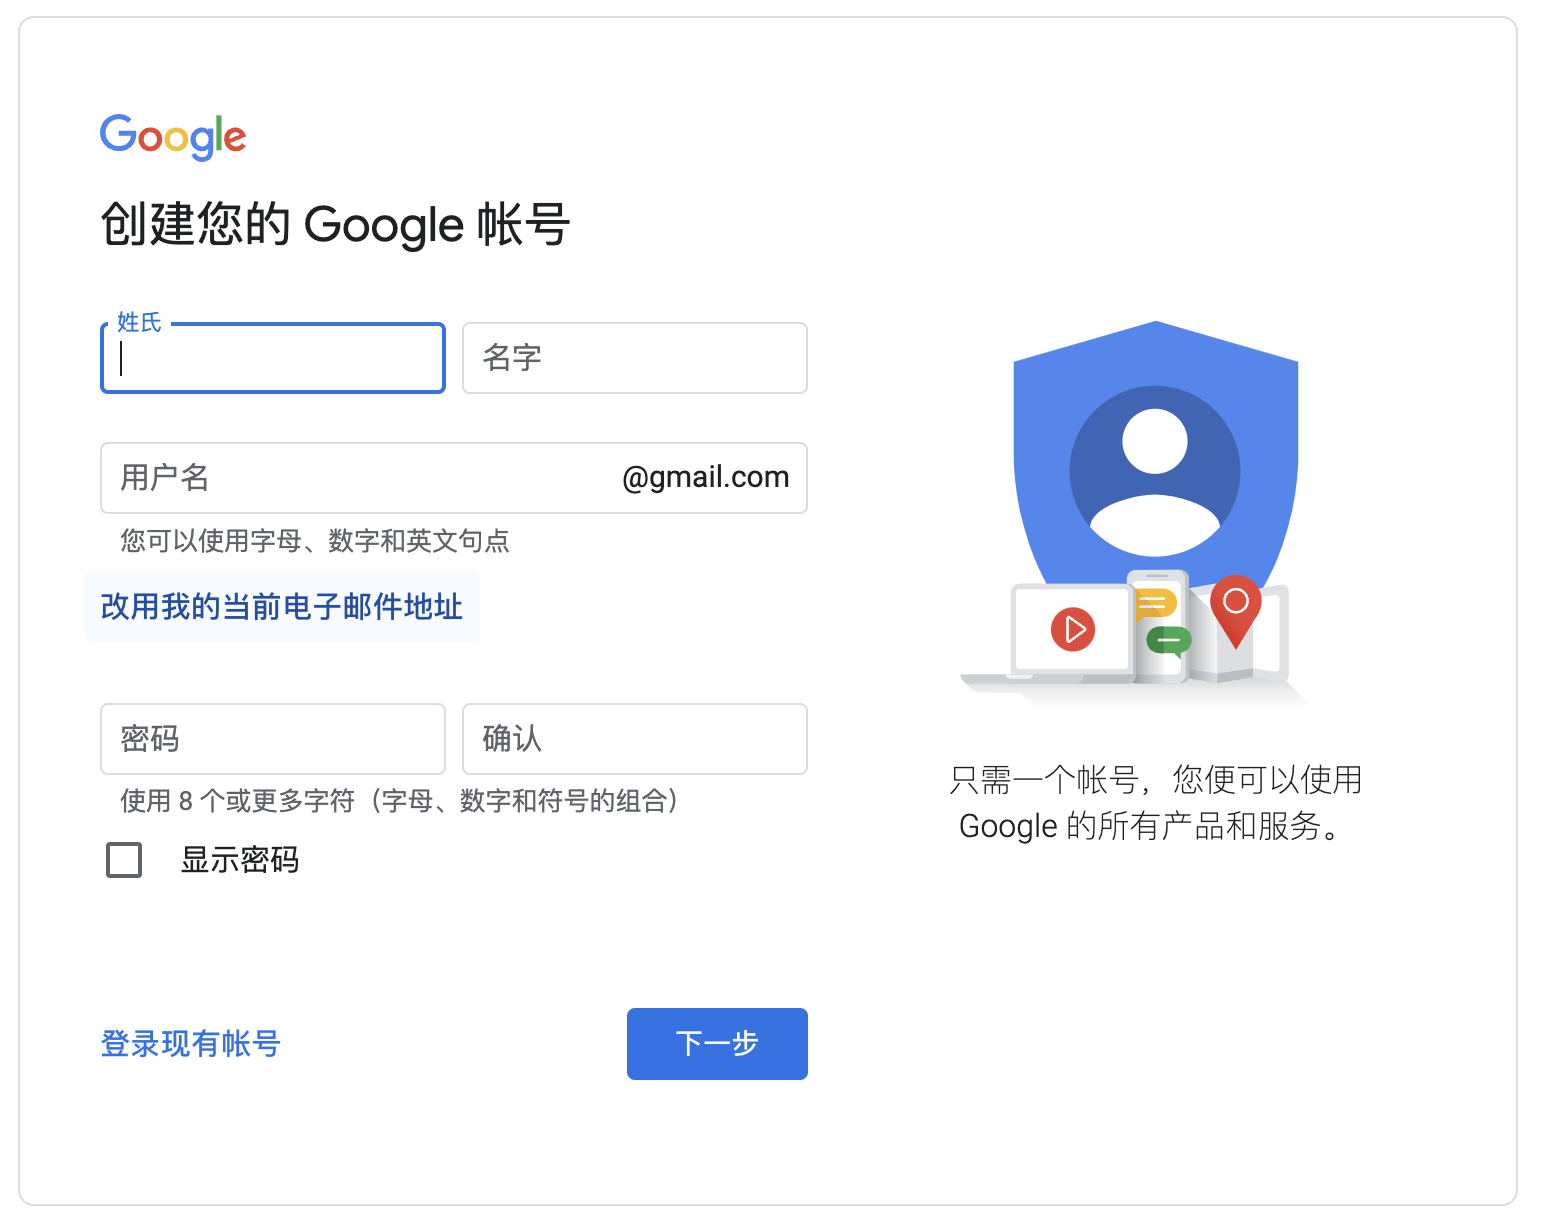 Google
创建您的 Google 帐号
姓氏
名字
用户名
@gmail.com
您可以使用字母、数字和英文句点
改用我的当前电子邮件地址
密码
确认
使用 8 个或更多字符（字母、数字和符号的组合）
显示密码
登录现有帐号
下一步
只需一个帐号，您便可以使用
Google 的所有产品和服务。